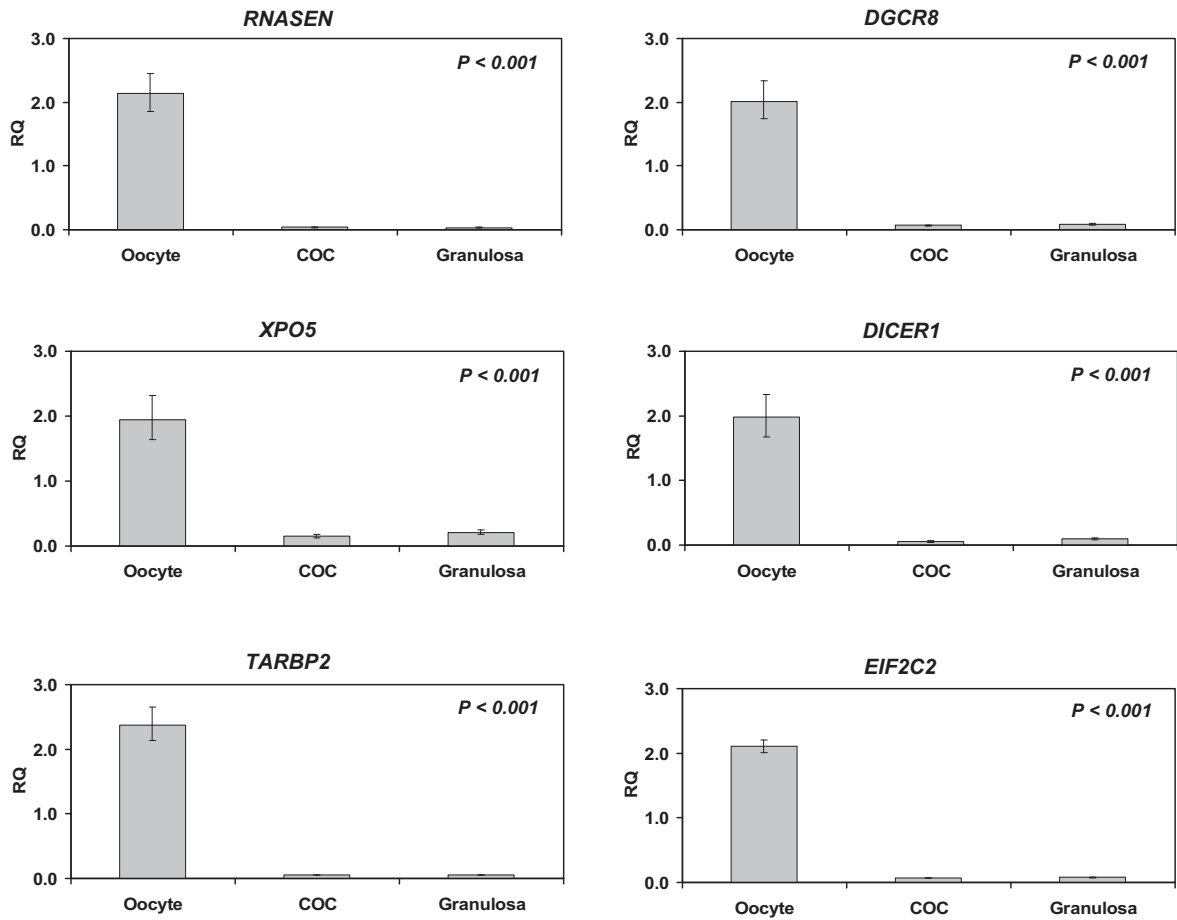 RNASEN
3.0
P < 0.001
2.0
RQ
1.0
0.0
Oocyte COC Granulosa
DGCR8
3.0
P < 0.001
2.0
RQ
1.0
0.0
Oocyte COC Granulosa
XPO5
3.0
P < 0.001
2.0
RQ
1.0
0.0
Oocyte COC Granulosa
DICER1
3.0
P < 0.001
2.0
RQ
1.0
0.0
Oocyte COC Granulosa
TARBP2
3.0
P < 0.001
2.0
RQ
1.0
0.0
Oocyte COC Granulosa
EIF2C2
3.0
P < 0.001
2.0
RQ
1.0
0.0
Oocyte COC Granulosa